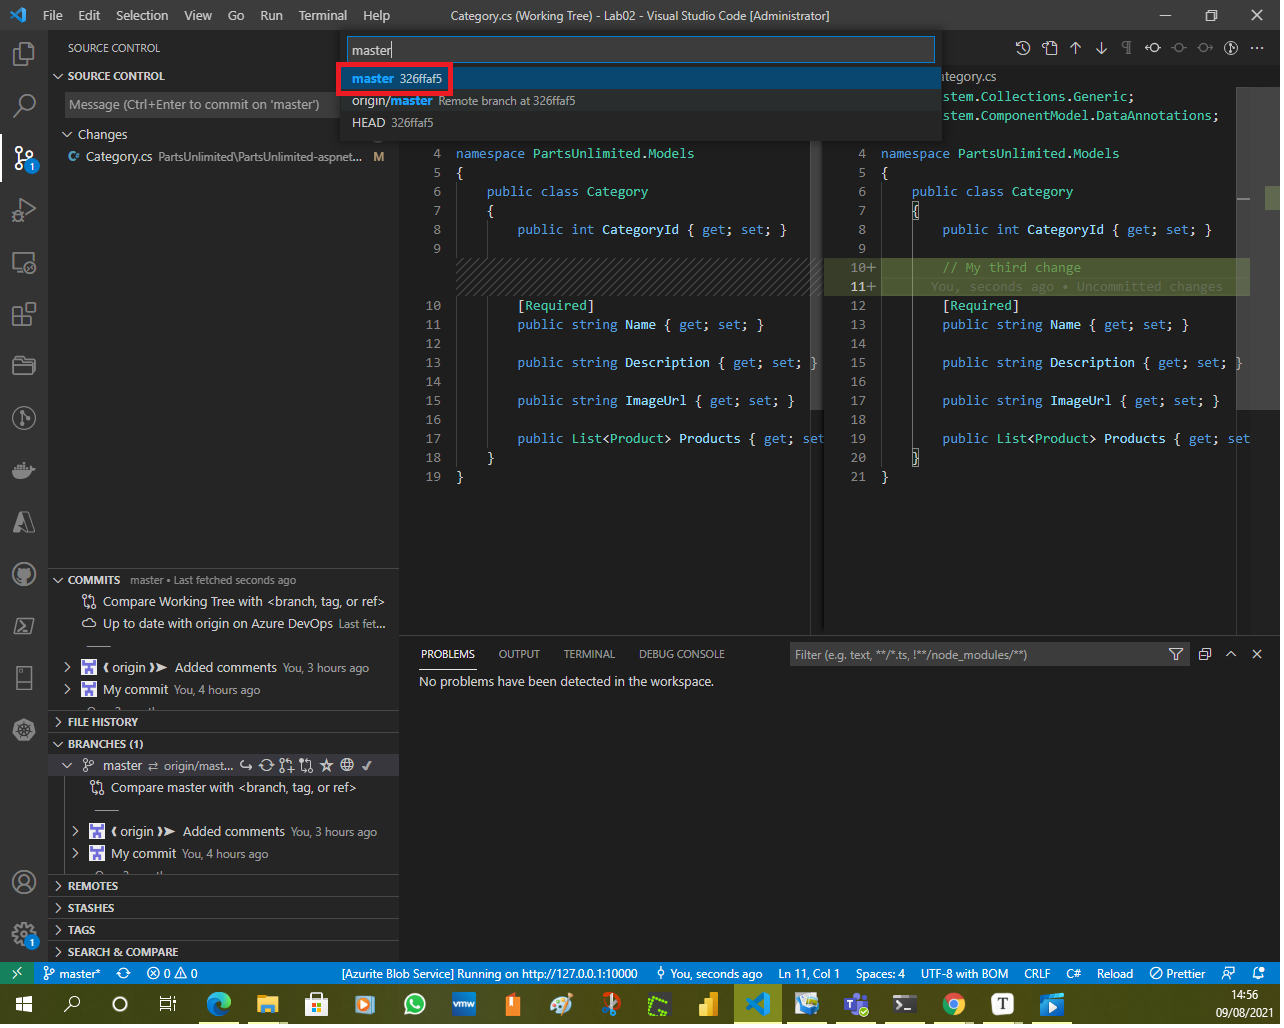 File Edit Selection View Go Run Terminal Help
Category.cs (Working Tree) - Lab02 - Visual Studio Code [Administrator]
SOURCE CONTROL
SOURCE CONTROL
Message (Ctrl+Enter to commit on 'master')
Changes
Category.cs PartsUnlimited\PartsUnlimited-aspnet... M
1
master
master 326ffaf5
origin/master Remote branch at 326ffaf5
HEAD 326ffaf5
4 namespace PartsUnlimited.Models
5 {
6 public class Category
7 {
8 public int CategoryId { get; set; }
9
10 [Required]
11 public string Name { get; set; }
12
13 public string Description { get; set; }
14
15 public string ImageUrl { get; set; }
16
17 public List<Product> Products { get; set
18 }
19 }
ategory.cs
stem.Collections.Generic;
stem.ComponentModel.DataAnnotations;
4 namespace PartsUnlimited.Models
5 {
6 public class Category
7 {
8 public int CategoryId { get; set; }
9
10+ // My third change
11+ You, seconds ago • Uncommitted changes
12 [Required]
13 public string Name { get; set; }
14
15 public string Description { get; set; }
16
17 public string ImageUrl { get; set; }
18
19 public List<Product> Products { get; set
20 }
21 }
COMMITS master • Last fetched seconds ago
Compare Working Tree with <branch, tag, or ref>
Up to date with origin on Azure DevOps Last fet...
origin Added comments You, 3 hours ago
My commit You, 4 hours ago
FILE HISTORY
BRANCHES (1)
master ⇄ origin/mast...
Compare master with <branch, tag, or ref>
origin Added comments You, 3 hours ago
My commit You, 4 hours ago
REMOTES
STASHES
TAGS
SEARCH & COMPARE
1
PROBLEMS OUTPUT TERMINAL DEBUG CONSOLE
Filter (e.g. text, **/*.ts, !**/node_modules/**)
No problems have been detected in the workspace.
master* 0 0 [Azurite Blob Service] Running on http://127.0.0.1:10000 You, seconds ago Ln 11, Col 1 Spaces: 4 UTF-8 with BOM CRLF C# Reload Prettier
vmw T
14:56
09/08/2021